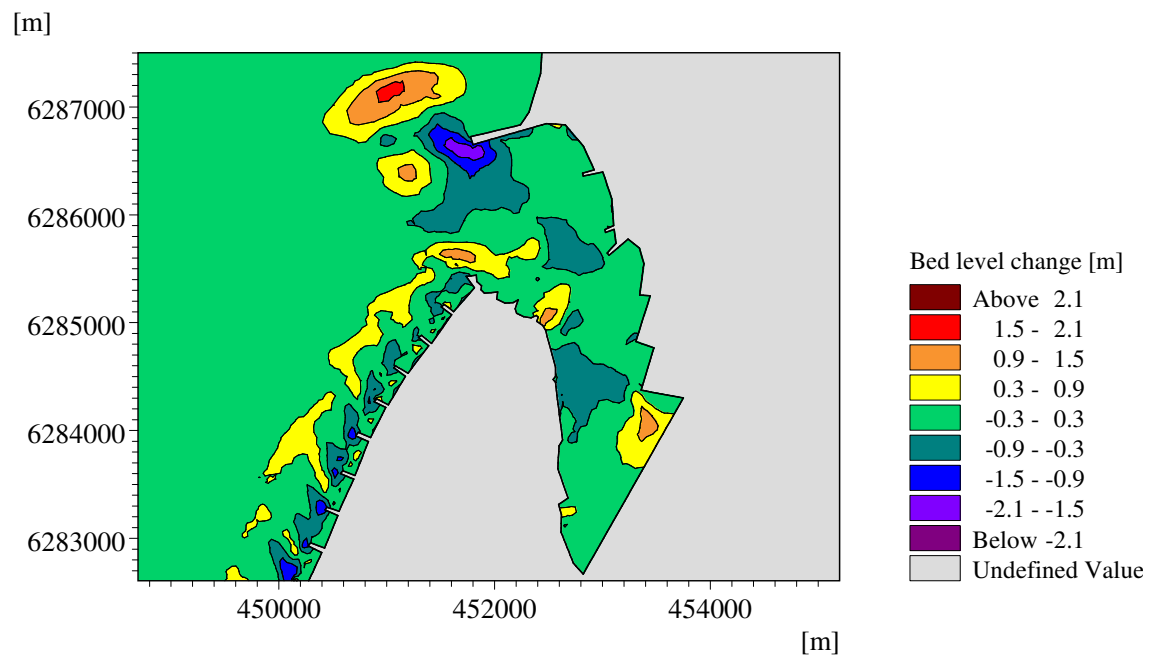 [m]
6287000
6286000
6285000
6284000
6283000
450000 452000 454000
[m]
Bed level change [m]
Above 2.1
1.5 - 2.1
0.9 - 1.5
0.3 - 0.9
-0.3 - 0.3
-0.9 - -0.3
-1.5 - -0.9
-2.1 - -1.5
Below -2.1
Undefined Value